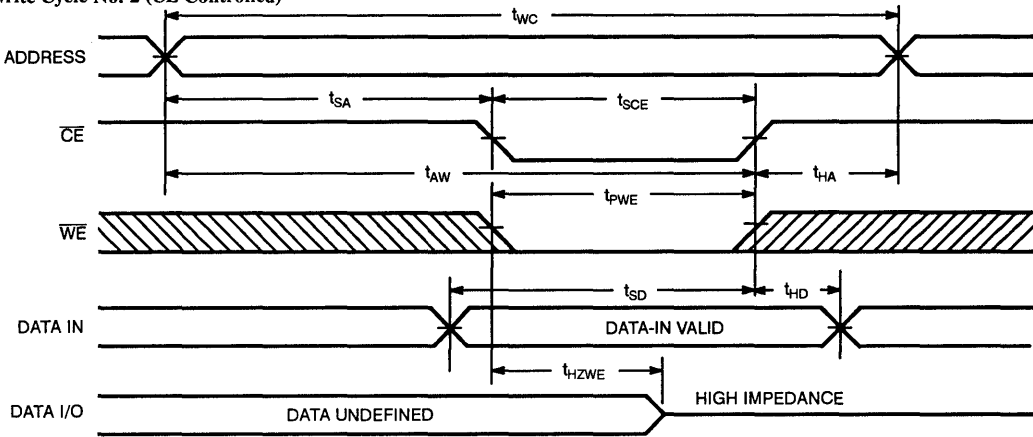 Write Cycle No. 2 (CE Controlled)
tWC
ADDRESS
tSA
tSCE
CE
tAW
tHA
tPWE
WE
tSD
tHD
DATA IN
DATA-IN VALID
tHZWE
DATA I/O
DATA UNDEFINED
HIGH IMPEDANCE